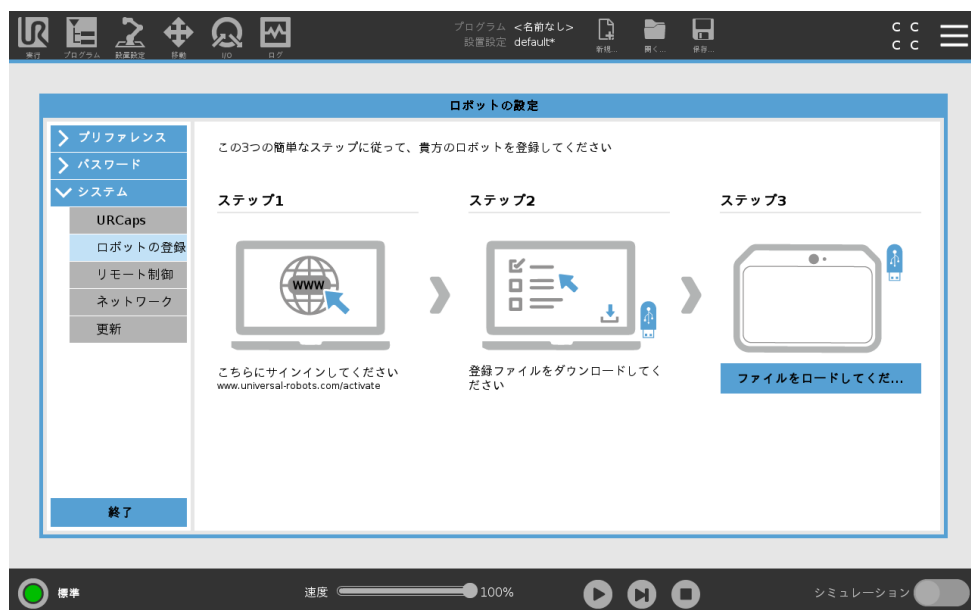 UR
実行
プログラム
設置設定
移動
I/O
ログ
プログラム <名前なし>
設置設定 default*
新規...
開く...
保存...
C C
C C
ロボットの設定
プリファレンス
パスワード
システム
URCaps
ロボットの登録
リモート制御
ネットワーク
更新
終了
この3つの簡単なステップに従って、貴方のロボットを登録してください
ステップ1
www
こちらにサインインしてください
www.universal-robots.com/activate
ステップ2
登録ファイルをダウンロードしてく
ださい
ステップ3
ファイルをロードしてくだ...
標準
速度
100%
シミュレーション